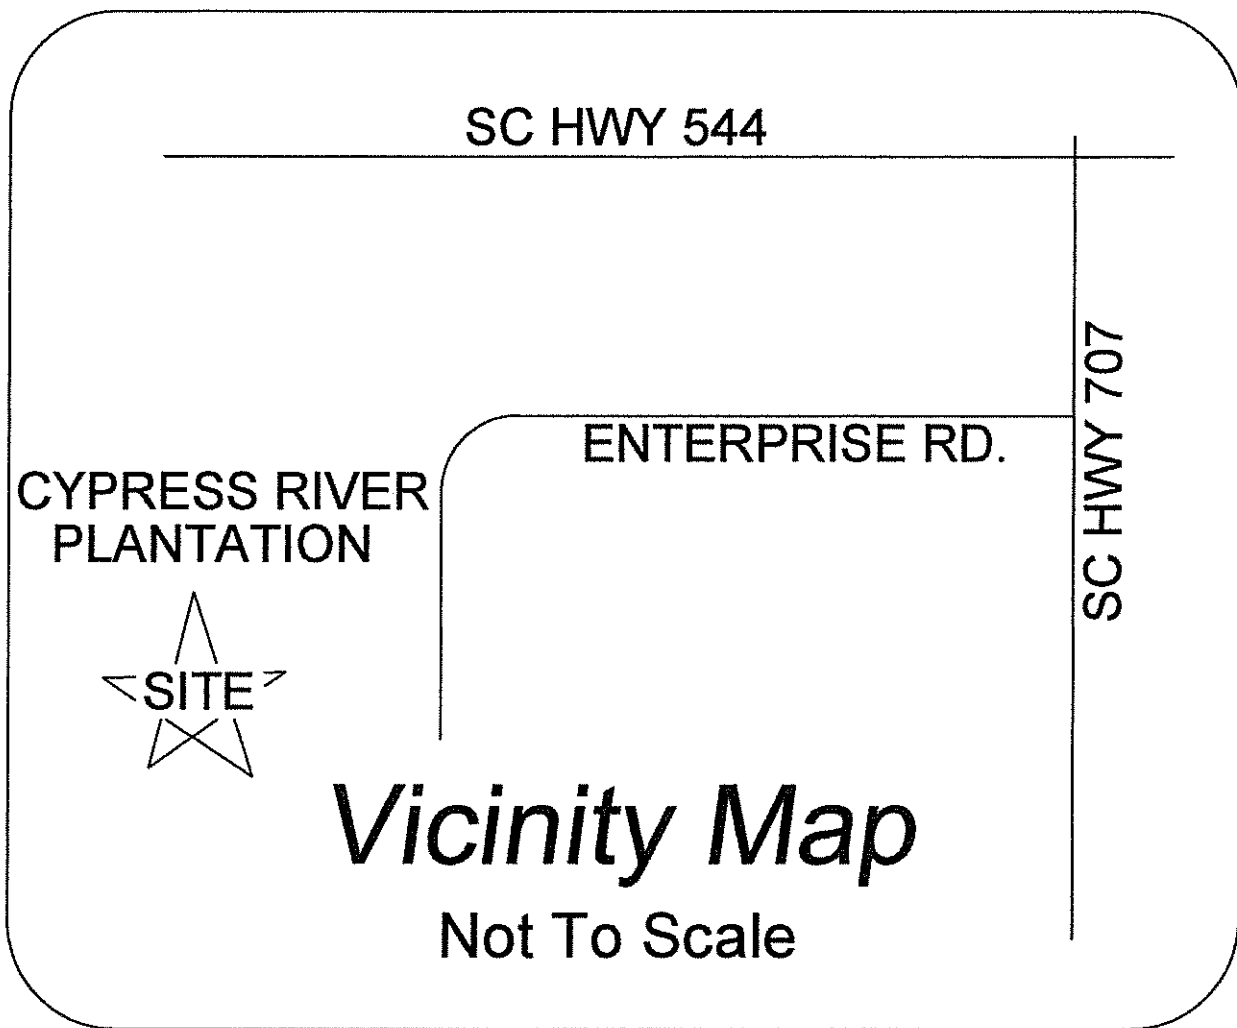 SC HWY 544
SC HWY 707
ENTERPRISE RD.
CYPRESS RIVER
PLANTATION
SITE
Vicinity Map
Not To Scale